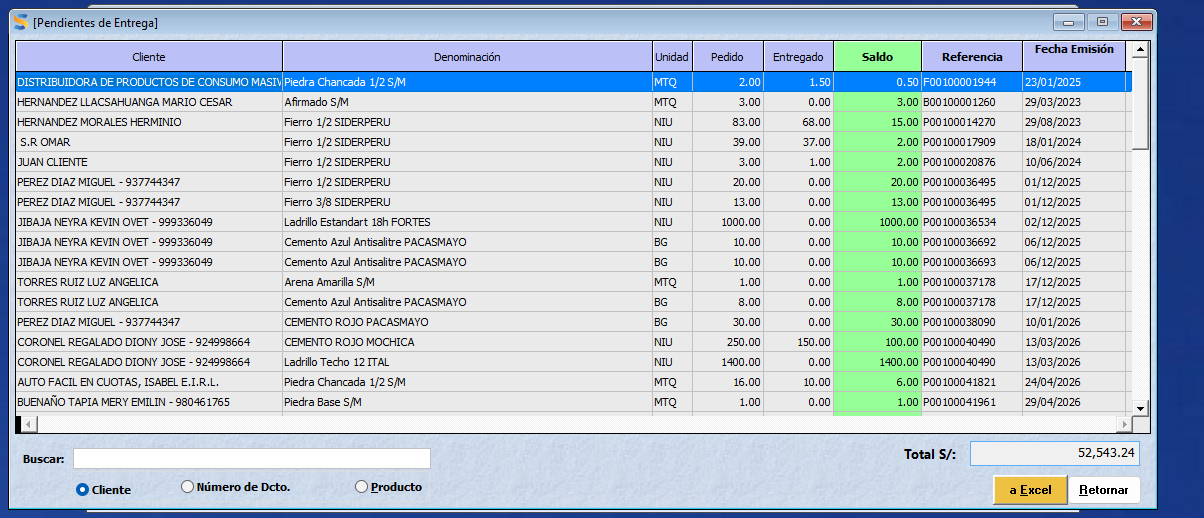 [Pendientes de Entrega]
Cliente Denominación Unidad Pedido Entregado Saldo Referencia Fecha Emisión
DISTRIBUIDORA DE PRODUCTOS DE CONSUMO MASIV Piedra Chancada 1/2 S/M MTQ 2.00 1.50 0.50 F00100001944 23/01/2025
HERNANDEZ LLACSAHUANGA MARIO CESAR Afirmado S/M MTQ 3.00 0.00 3.00 B00100001260 29/03/2023
HERNANDEZ MORALES HERMINIO Fierro 1/2 SIDERPERU NIU 83.00 68.00 15.00 P00100014270 29/08/2023
S.R OMAR Fierro 1/2 SIDERPERU NIU 39.00 37.00 2.00 P00100017909 18/01/2024
JUAN CLIENTE Fierro 1/2 SIDERPERU NIU 3.00 1.00 2.00 P00100020876 10/06/2024
PEREZ DIAZ MIGUEL - 937744347 Fierro 1/2 SIDERPERU NIU 20.00 0.00 20.00 P00100036495 01/12/2025
PEREZ DIAZ MIGUEL - 937744347 Fierro 3/8 SIDERPERU NIU 13.00 0.00 13.00 P00100036495 01/12/2025
JIBAJA NEYRA KEVIN OVET - 999336049 Ladrillo Estandart 18h FORTES NIU 1000.00 0.00 1000.00 P00100036534 02/12/2025
JIBAJA NEYRA KEVIN OVET - 999336049 Cemento Azul Antisalitre PACASMAYO BG 10.00 0.00 10.00 P00100036692 06/12/2025
JIBAJA NEYRA KEVIN OVET - 999336049 Cemento Azul Antisalitre PACASMAYO BG 10.00 0.00 10.00 P00100036693 06/12/2025
TORRES RUIZ LUZ ANGELICA Arena Amarilla S/M MTQ 1.00 0.00 1.00 P00100037178 17/12/2025
TORRES RUIZ LUZ ANGELICA Cemento Azul Antisalitre PACASMAYO BG 8.00 0.00 8.00 P00100037178 17/12/2025
PEREZ DIAZ MIGUEL - 937744347 CEMENTO ROJO PACASMAYO BG 30.00 0.00 30.00 P00100038090 10/01/2026
CORONEL REGALADO DIONY JOSE - 924998664 CEMENTO ROJO MOCHICA NIU 250.00 150.00 100.00 P00100040490 13/03/2026
CORONEL REGALADO DIONY JOSE - 924998664 Ladrillo Techo 12 ITAL NIU 1400.00 0.00 1400.00 P00100040490 13/03/2026
AUTO FACIL EN CUOTAS, ISABEL E.I.R.L. Piedra Chancada 1/2 S/M MTQ 16.00 10.00 6.00 P00100041821 24/04/2026
BUENAÑO TAPIA MERY EMILIN - 980461765 Piedra Base S/M MTQ 1.00 0.00 1.00 P00100041961 29/04/2026
Buscar: Total S/: 52,543.24
Cliente Número de Dcto. Producto a Excel Retornar